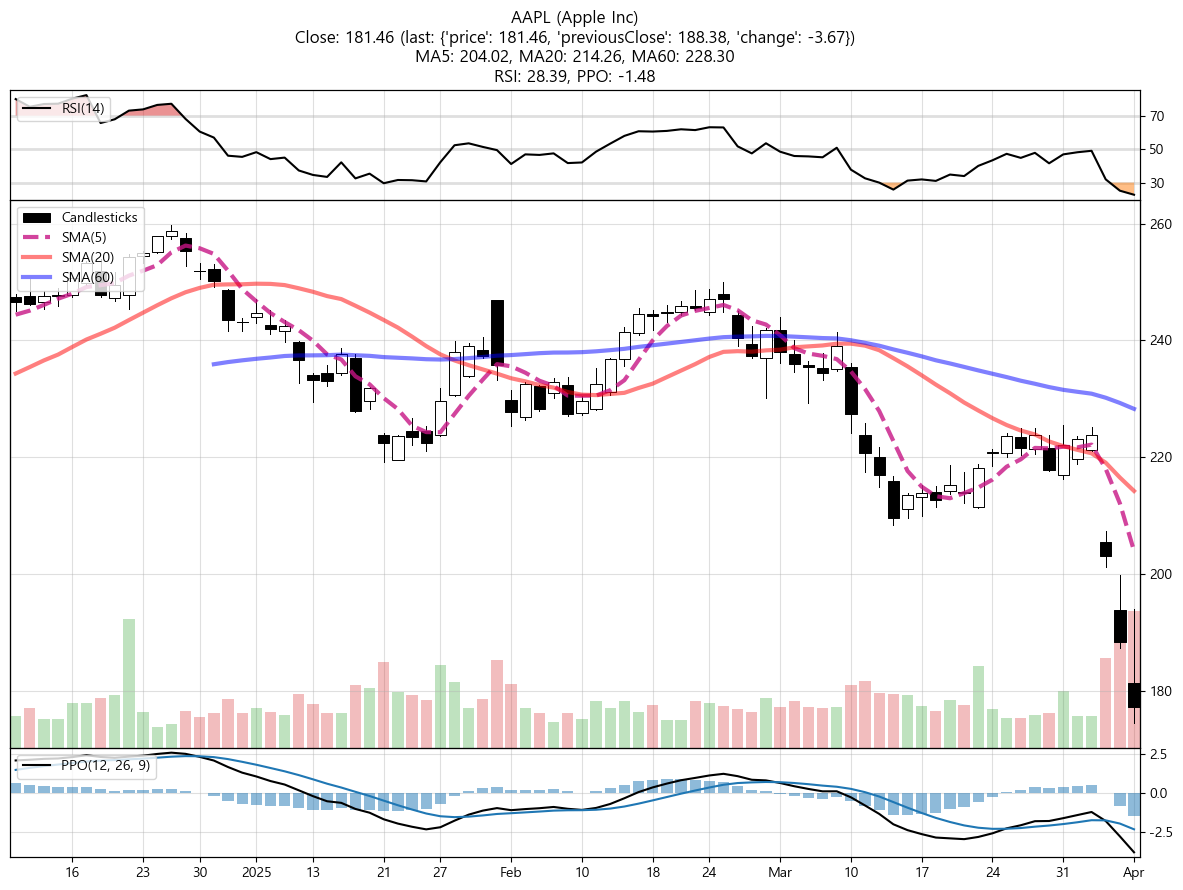 AAPL (Apple Inc)
Close: 181.46 (last: {'price': 181.46, 'previousClose': 188.38, 'change': -3.67})
MA5: 204.02, MA20: 214.26, MA60: 228.30
RSI: 28.39, PPO: -1.48
RSI(14)
70
50
30
Candlesticks
SMA(5)
SMA(20)
SMA(60)
260
240
220
200
180
PPO(12, 26, 9)
2.5
0.0
−2.5
16 23 30 2025 13 21 27 Feb 10 18 24 Mar 10 17 24 31 Apr